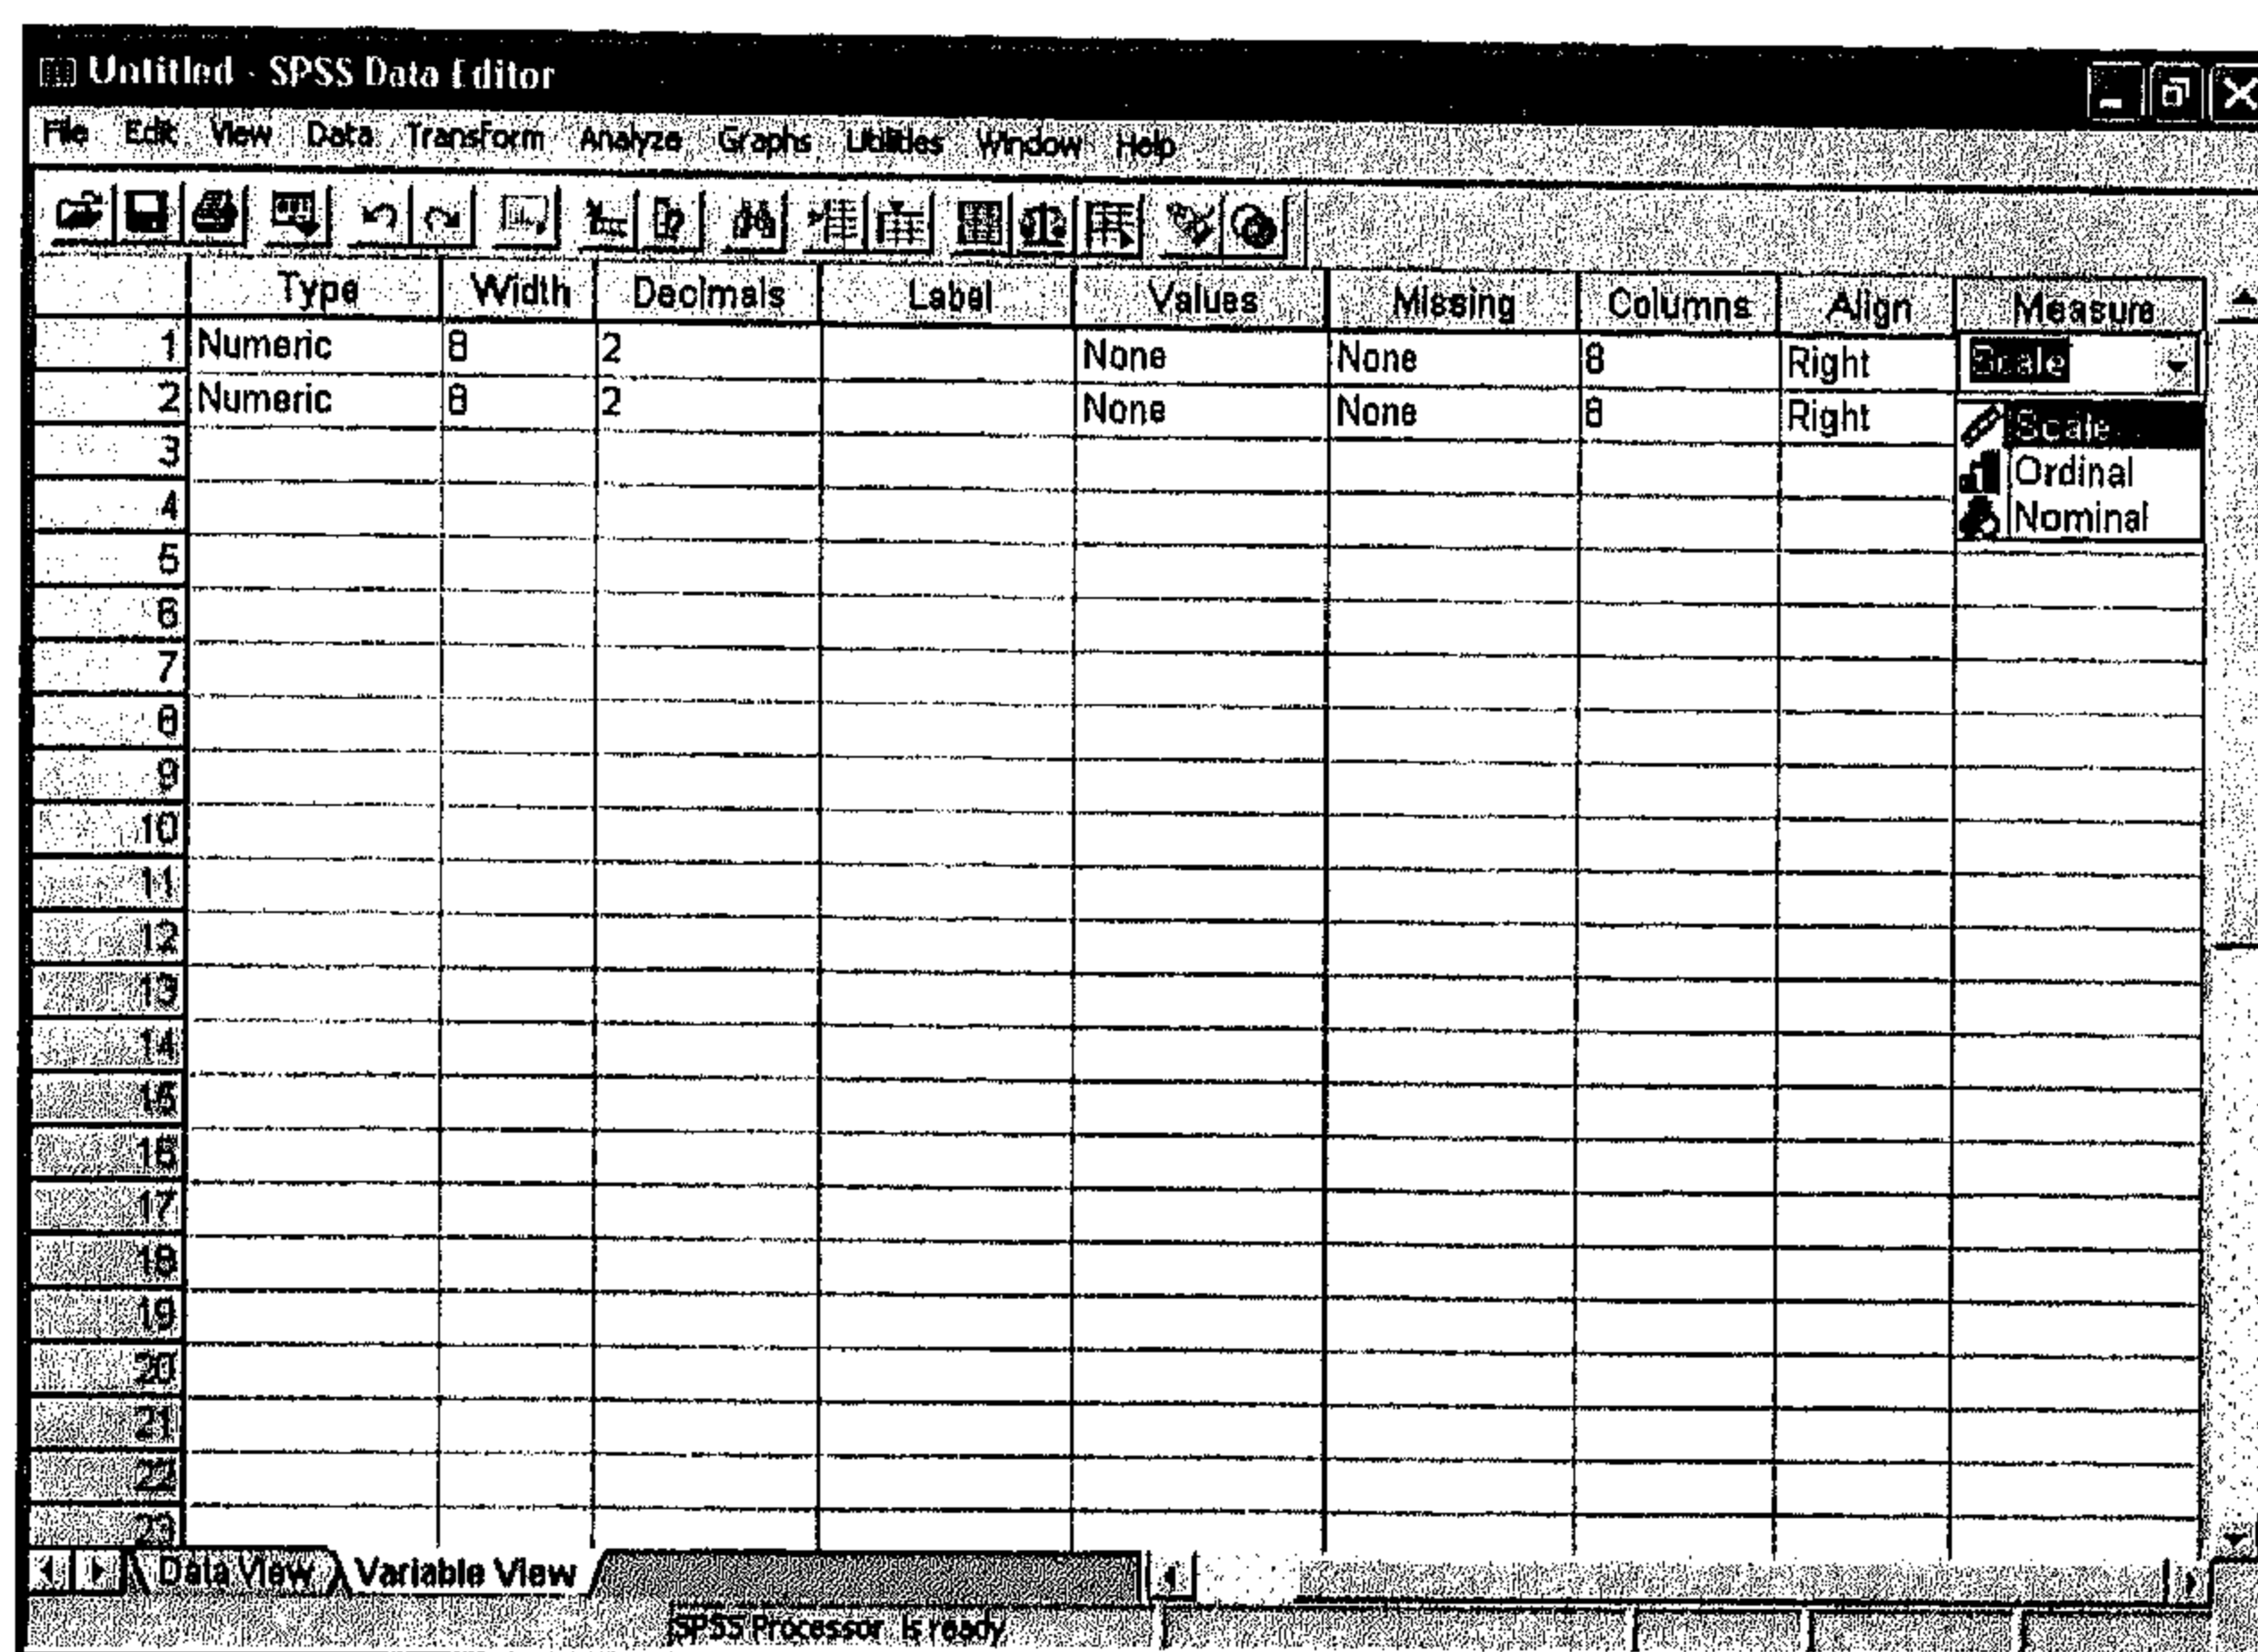 Untitled - SPSS Data Editor
File Edit View Data Transform Analyze Graphs Utilities Window Help
Type Width Decimals Label Values Missing Columns Align Measure
1 Numeric 8 2 None None 8 Right Scale
2 Numeric 8 2 None None 8 Right Scale
3 Ordinal
4 Nominal
5
6
7
8
9
10
11
12
13
14
15
16
17
18
19
20
21
22
23
Data View Variable View
SPSS Processor is ready